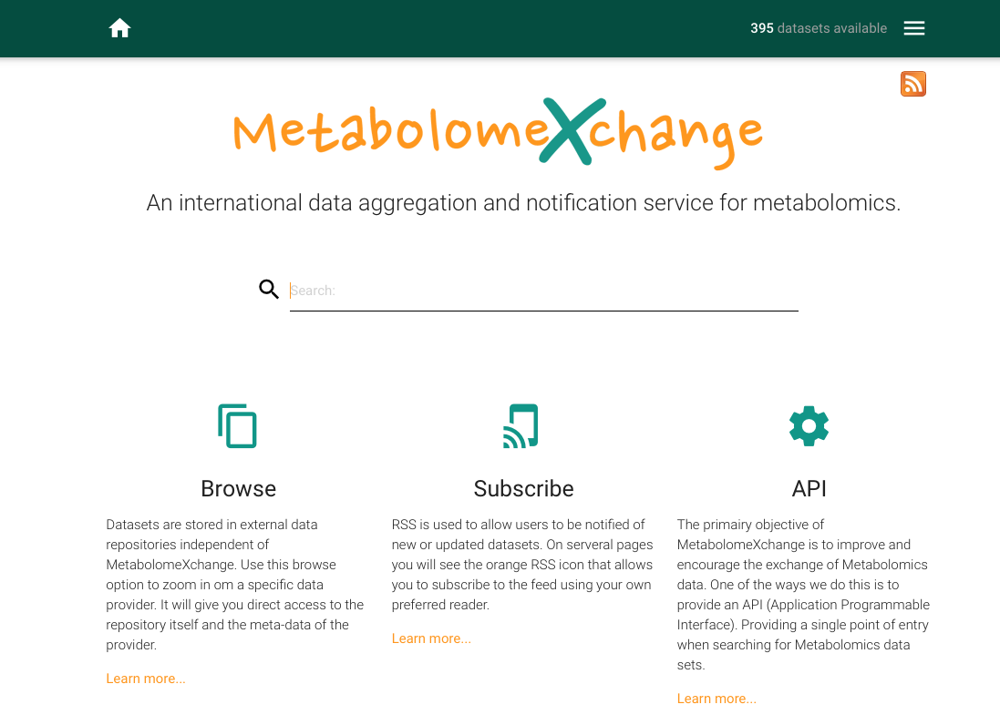 395 datasets available
MetabolomeXchange
An international data aggregation and notification service for metabolomics.
Search:
Browse
Datasets are stored in external data
repositories independent of
MetabolomeXchange. Use this browse
option to zoom in om a specific data
provider. It will give you direct access to the
repository itself and the meta-data of the
provider.
Learn more...
Subscribe
RSS is used to allow users to be notified of
new or updated datasets. On serveral pages
you will see the orange RSS icon that allows
you to subscribe to the feed using your own
preferred reader.
Learn more...
API
The primairy objective of
MetabolomeXchange is to improve and
encourage the exchange of Metabolomics
data. One of the ways we do this is to
provide an API (Application Programmable
Interface). Providing a single point of entry
when searching for Metabolomics data
sets.
Learn more...